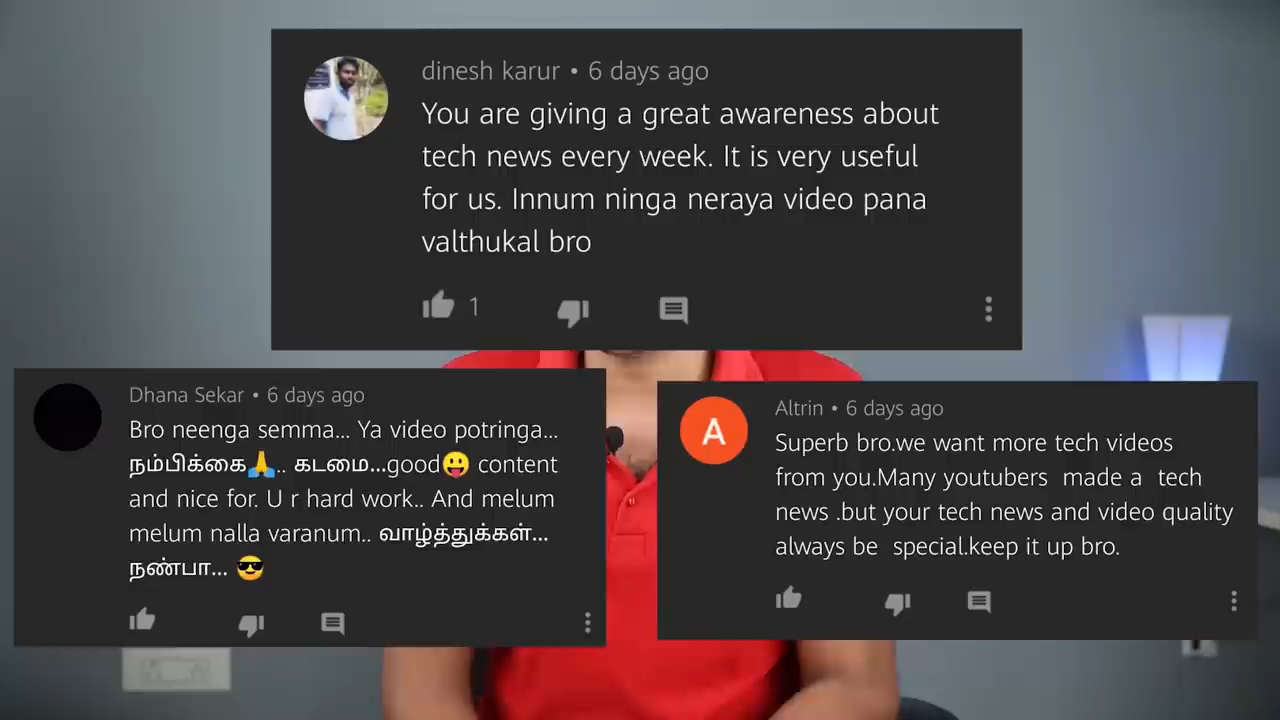 dinesh karur • 6 days ago
You are giving a great awareness about
tech news every week. It is very useful
for us. Innum ninga neraya video pana
valthukal bro
1
Dhana Sekar • 6 days ago
Bro neenga semma... Ya video potringa...
நம்பிக்கை🙏.. கடமை...good😛 content
and nice for. U r hard work.. And melum
melum nalla varanum.. வாழ்த்துக்கள்...
நண்பா... 😎
A
Altrin • 6 days ago
Superb bro.we want more tech videos
from you.Many youtubers made a tech
news .but your tech news and video quality
always be special.keep it up bro.